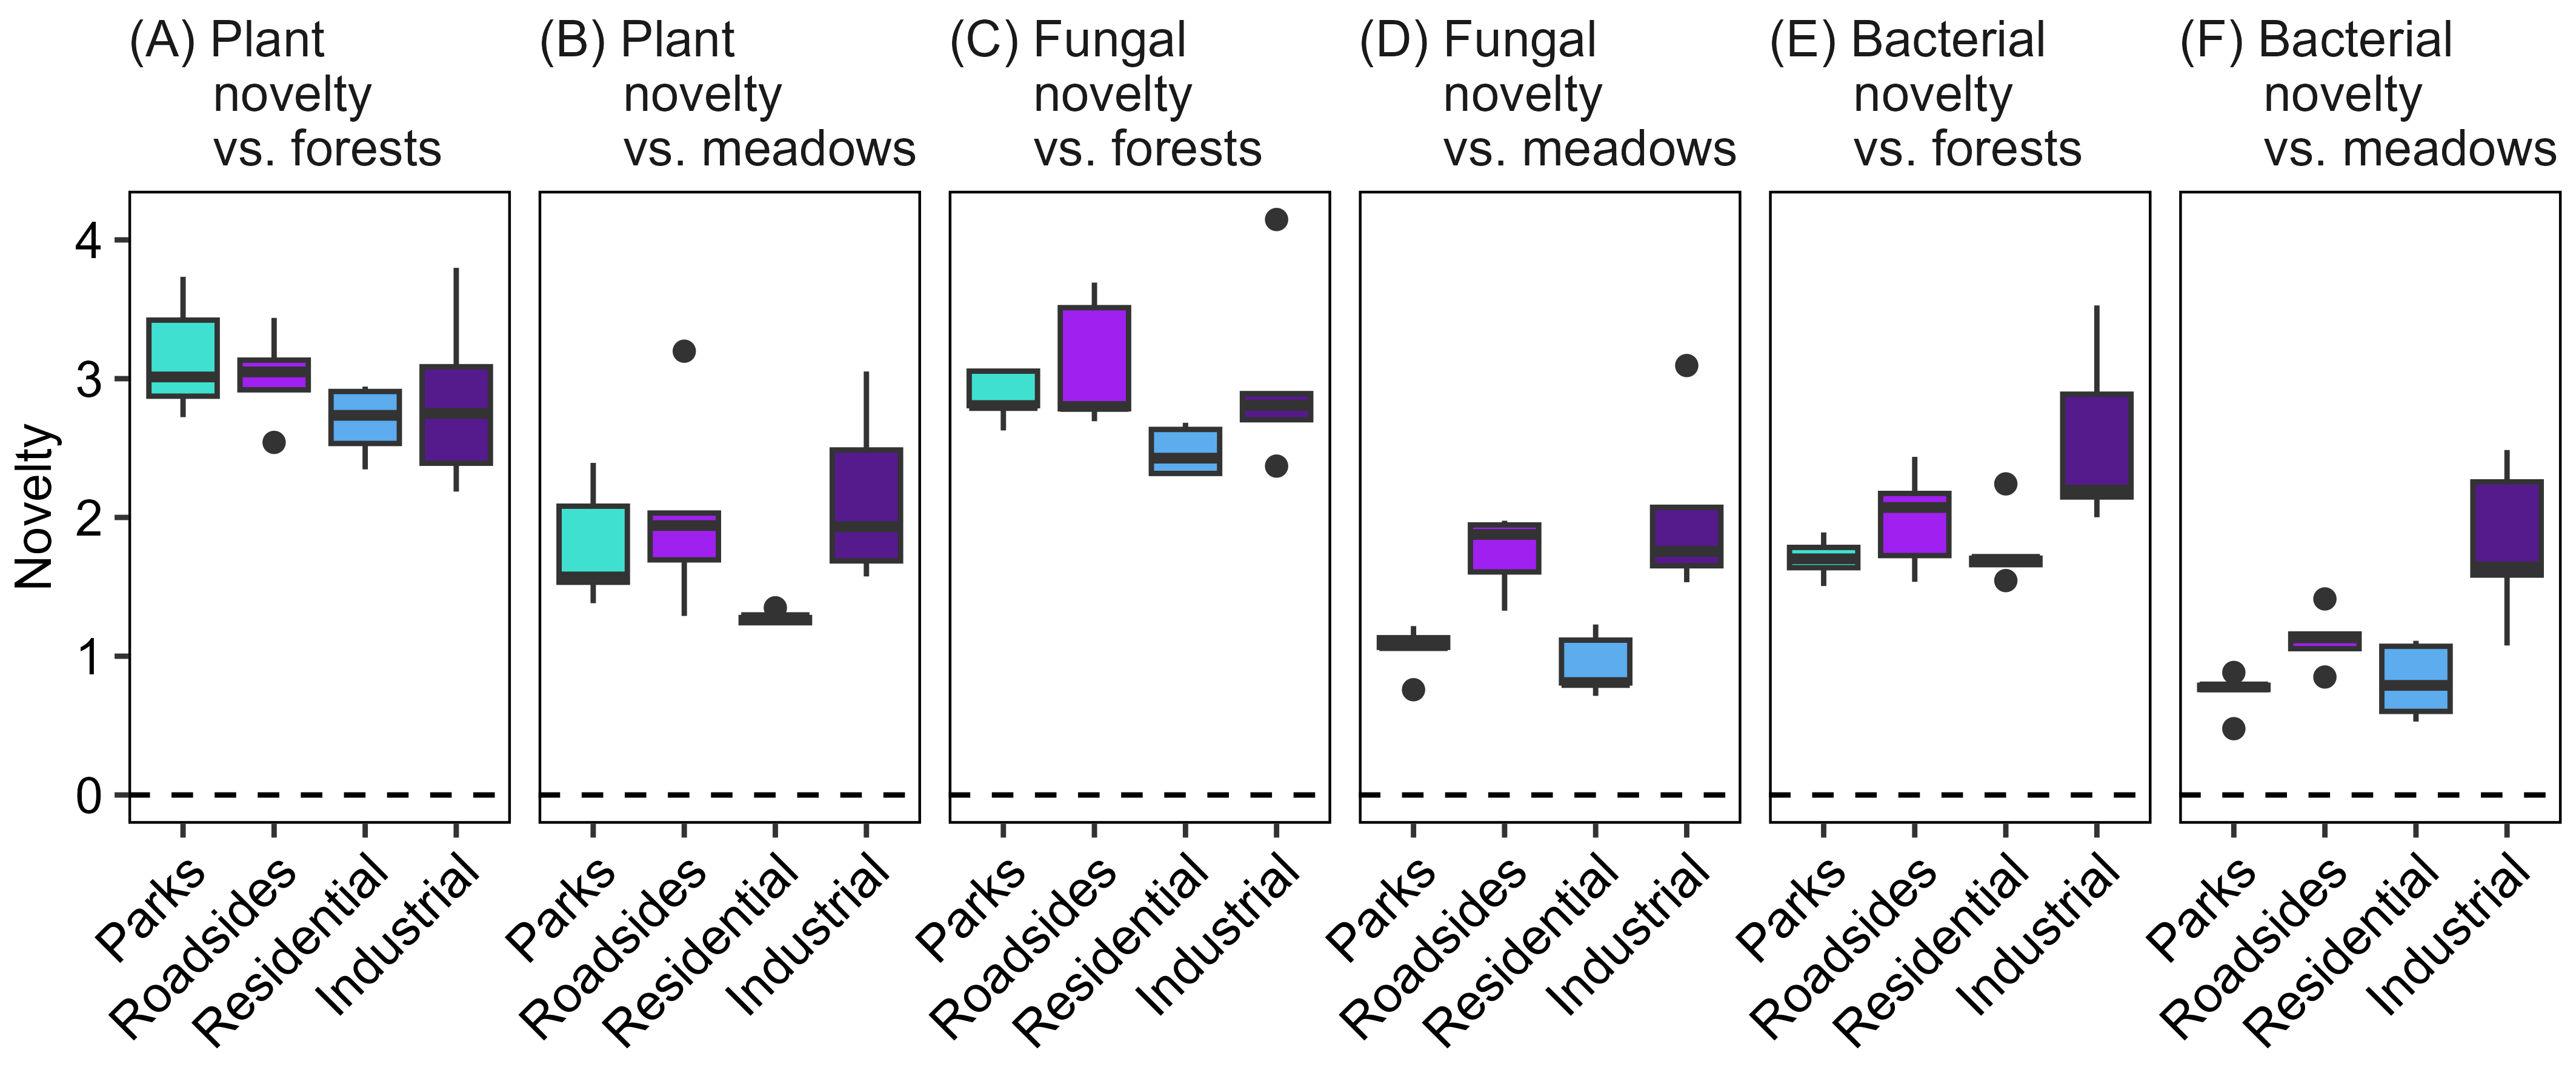 (A) Plant
novelty
vs. forests
(B) Plant
novelty
vs. meadows
(C) Fungal
novelty
vs. forests
(D) Fungal
novelty
vs. meadows
(E) Bacterial
novelty
vs. forests
(F) Bacterial
novelty
vs. meadows
Novelty
4
3
2
1
0
Parks
Roadsides
Residential
Industrial
Parks
Roadsides
Residential
Industrial
Parks
Roadsides
Residential
Industrial
Parks
Roadsides
Residential
Industrial
Parks
Roadsides
Residential
Industrial
Parks
Roadsides
Residential
Industrial